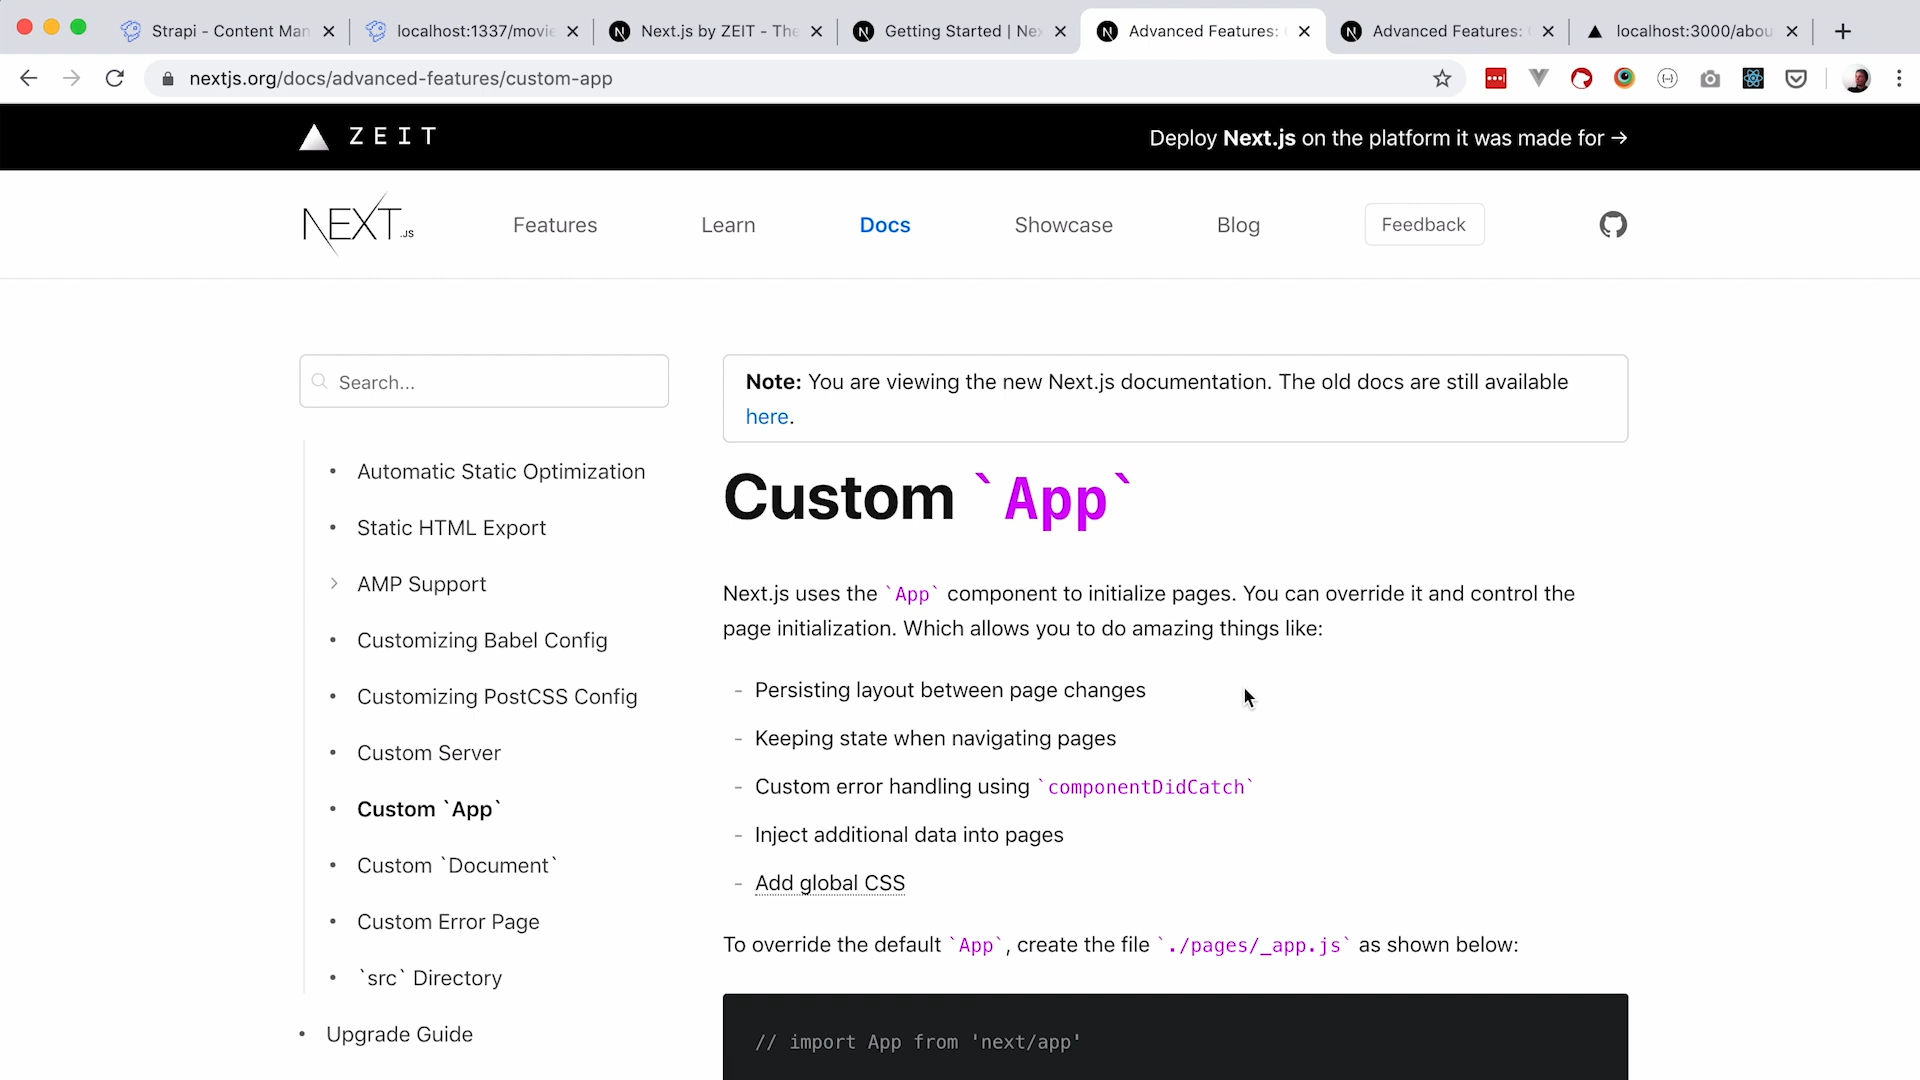 Strapi - Content Man
localhost:1337/movie
Next.js by ZEIT - The
Getting Started | Nex
Advanced Features: C
Advanced Features: C
localhost:3000/abou
nextjs.org/docs/advanced-features/custom-app
ZEIT
Deploy Next.js on the platform it was made for →
NEXT.JS
Features
Learn
Docs
Showcase
Blog
Feedback
Search...
Automatic Static Optimization
Static HTML Export
AMP Support
Customizing Babel Config
Customizing PostCSS Config
Custom Server
Custom `App`
Custom `Document`
Custom Error Page
`src` Directory
Upgrade Guide
Note: You are viewing the new Next.js documentation. The old docs are still available
here.
Custom `App`
Next.js uses the `App` component to initialize pages. You can override it and control the
page initialization. Which allows you to do amazing things like:
- Persisting layout between page changes
- Keeping state when navigating pages
- Custom error handling using `componentDidCatch`
- Inject additional data into pages
- Add global CSS
To override the default `App`, create the file `./pages/_app.js` as shown below:
// import App from 'next/app'